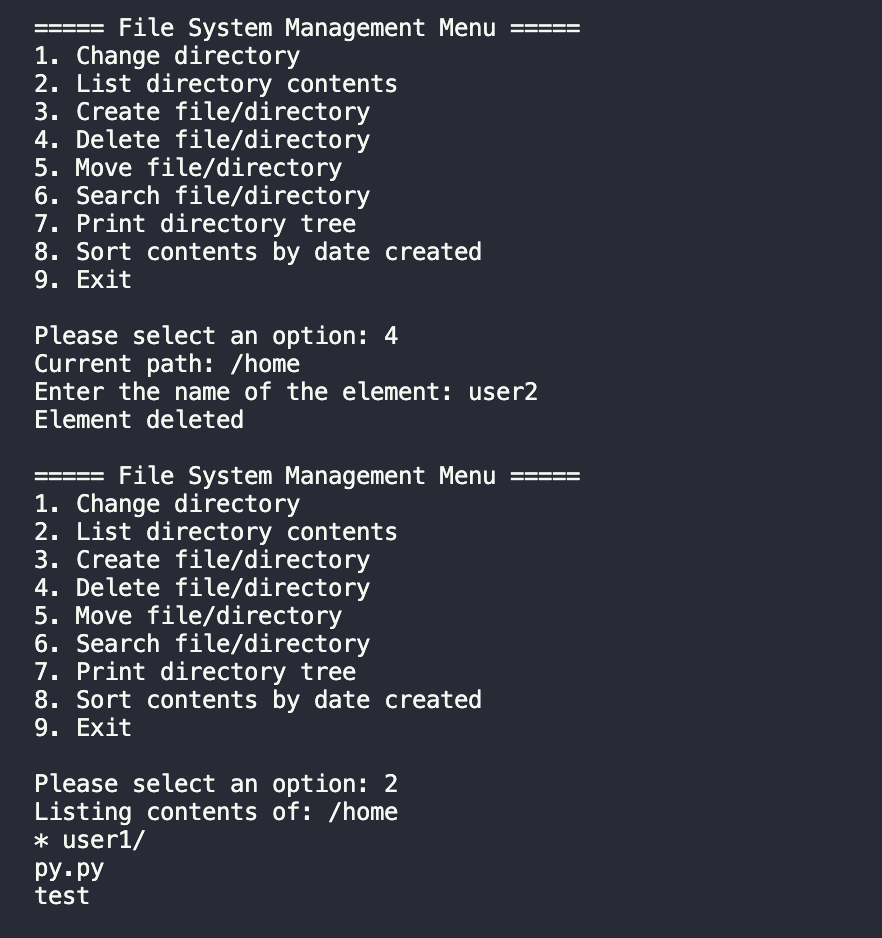 ===== File System Management Menu =====
1. Change directory
2. List directory contents
3. Create file/directory
4. Delete file/directory
5. Move file/directory
6. Search file/directory
7. Print directory tree
8. Sort contents by date created
9. Exit

Please select an option: 4
Current path: /home
Enter the name of the element: user2
Element deleted

===== File System Management Menu =====
1. Change directory
2. List directory contents
3. Create file/directory
4. Delete file/directory
5. Move file/directory
6. Search file/directory
7. Print directory tree
8. Sort contents by date created
9. Exit

Please select an option: 2
Listing contents of: /home
* user1/
py.py
test